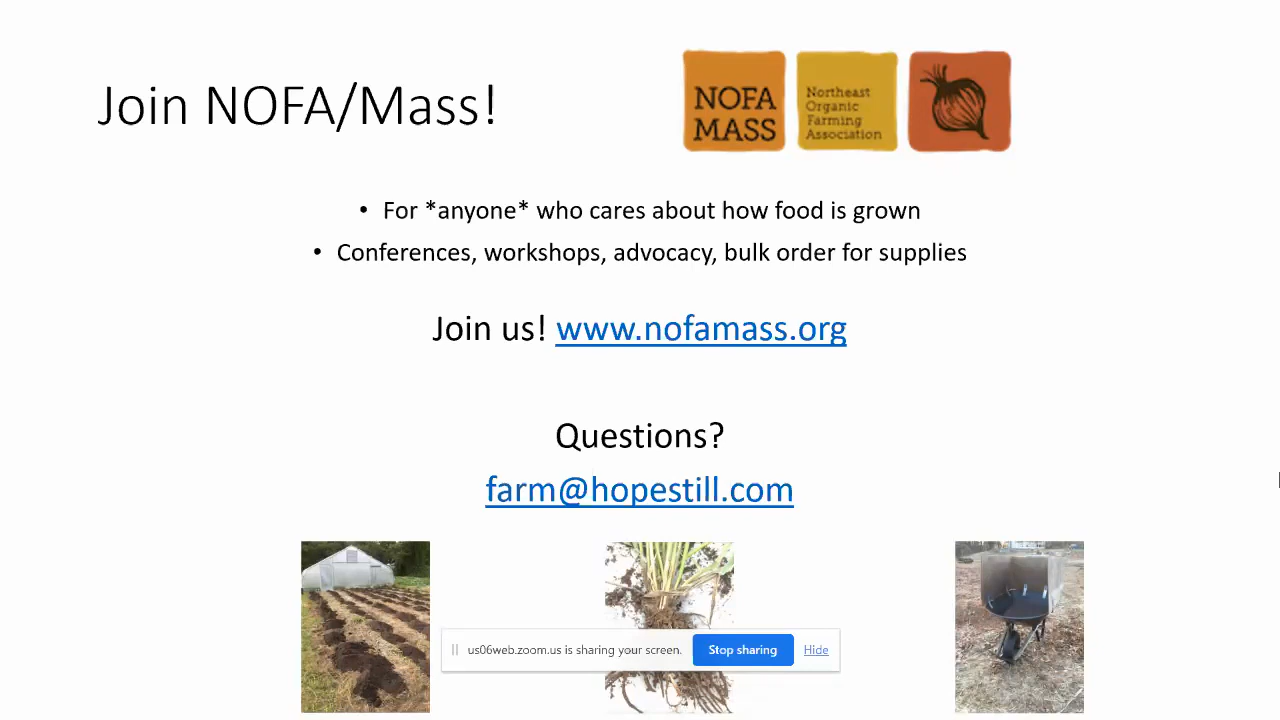 Join NOFA/Mass!
NOFA
MASS
Northeast
Organic
Farming
Association
• For *anyone* who cares about how food is grown
• Conferences, workshops, advocacy, bulk order for supplies
Join us! www.nofamass.org
Questions?
farm@hopestill.com
us06web.zoom.us is sharing your screen. Stop sharing Hide